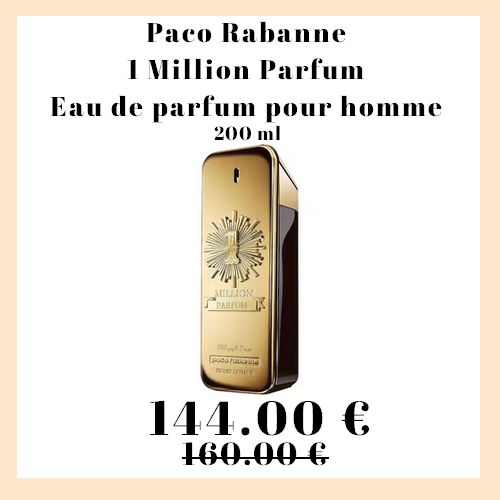 Paco Rabanne
1 Million Parfum
Eau de parfum pour homme
200 ml
1
MILLION
PARFUM
paco rabanne
144.00 €
160.00 €